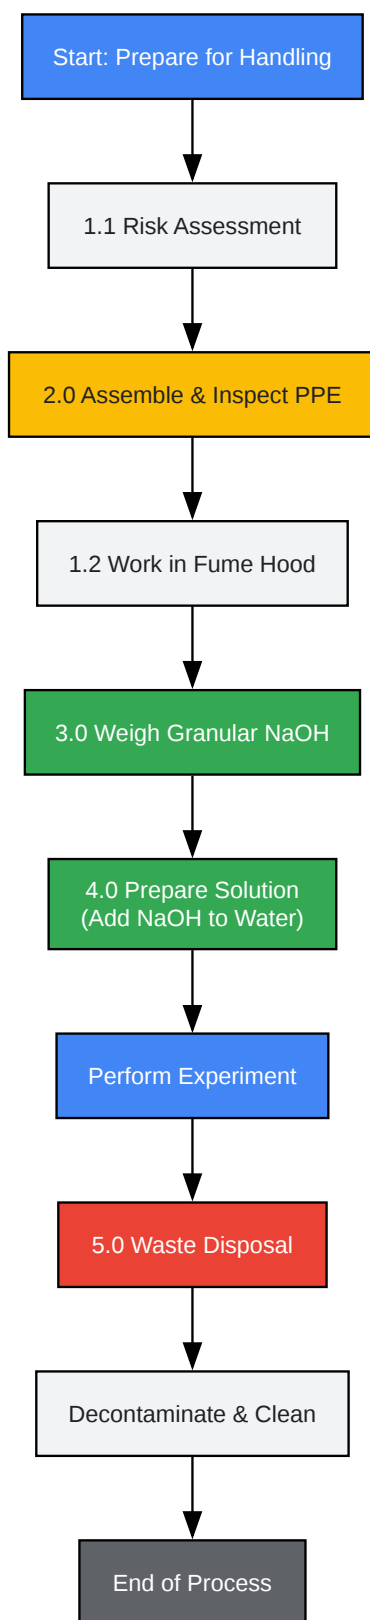 Start: Prepare for Handling
1.1 Risk Assessment
2.0 Assemble & Inspect PPE
1.2 Work in Fume Hood
3.0 Weigh Granular NaOH
4.0 Prepare Solution
(Add NaOH to Water)
Perform Experiment
5.0 Waste Disposal
Decontaminate & Clean
End of Process